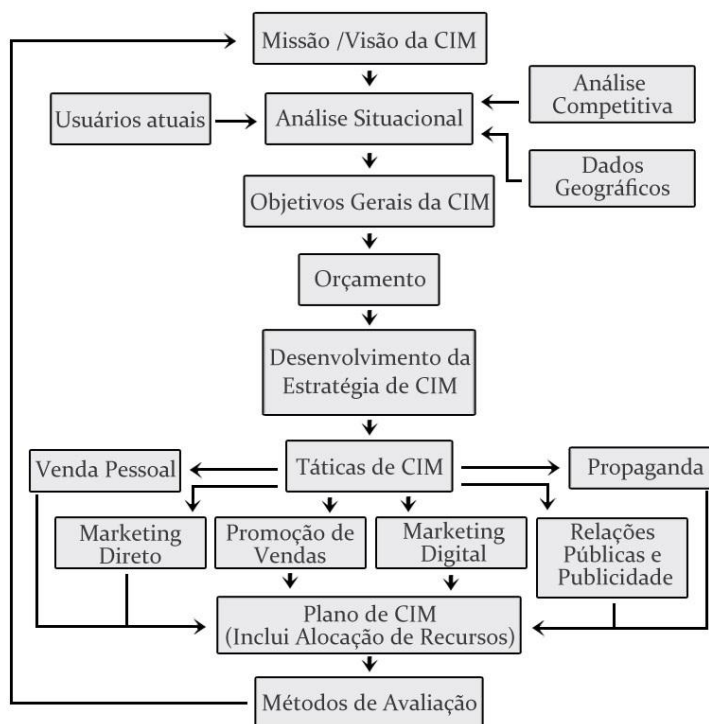 Missão /Visão da CIM
Usuários atuais
Análise Situacional
Análise
Competitiva
Dados
Geográficos
Objetivos Gerais da CIM
Orçamento
Desenvolvimento da
Estratégia de CIM
Venda Pessoal
Táticas de CIM
Propaganda
Marketing
Direto
Promoção de
Vendas
Marketing
Digital
Relações
Públicas e
Publicidade
Plano de CIM
(Inclui Alocação de Recursos)
Métodos de Avaliação